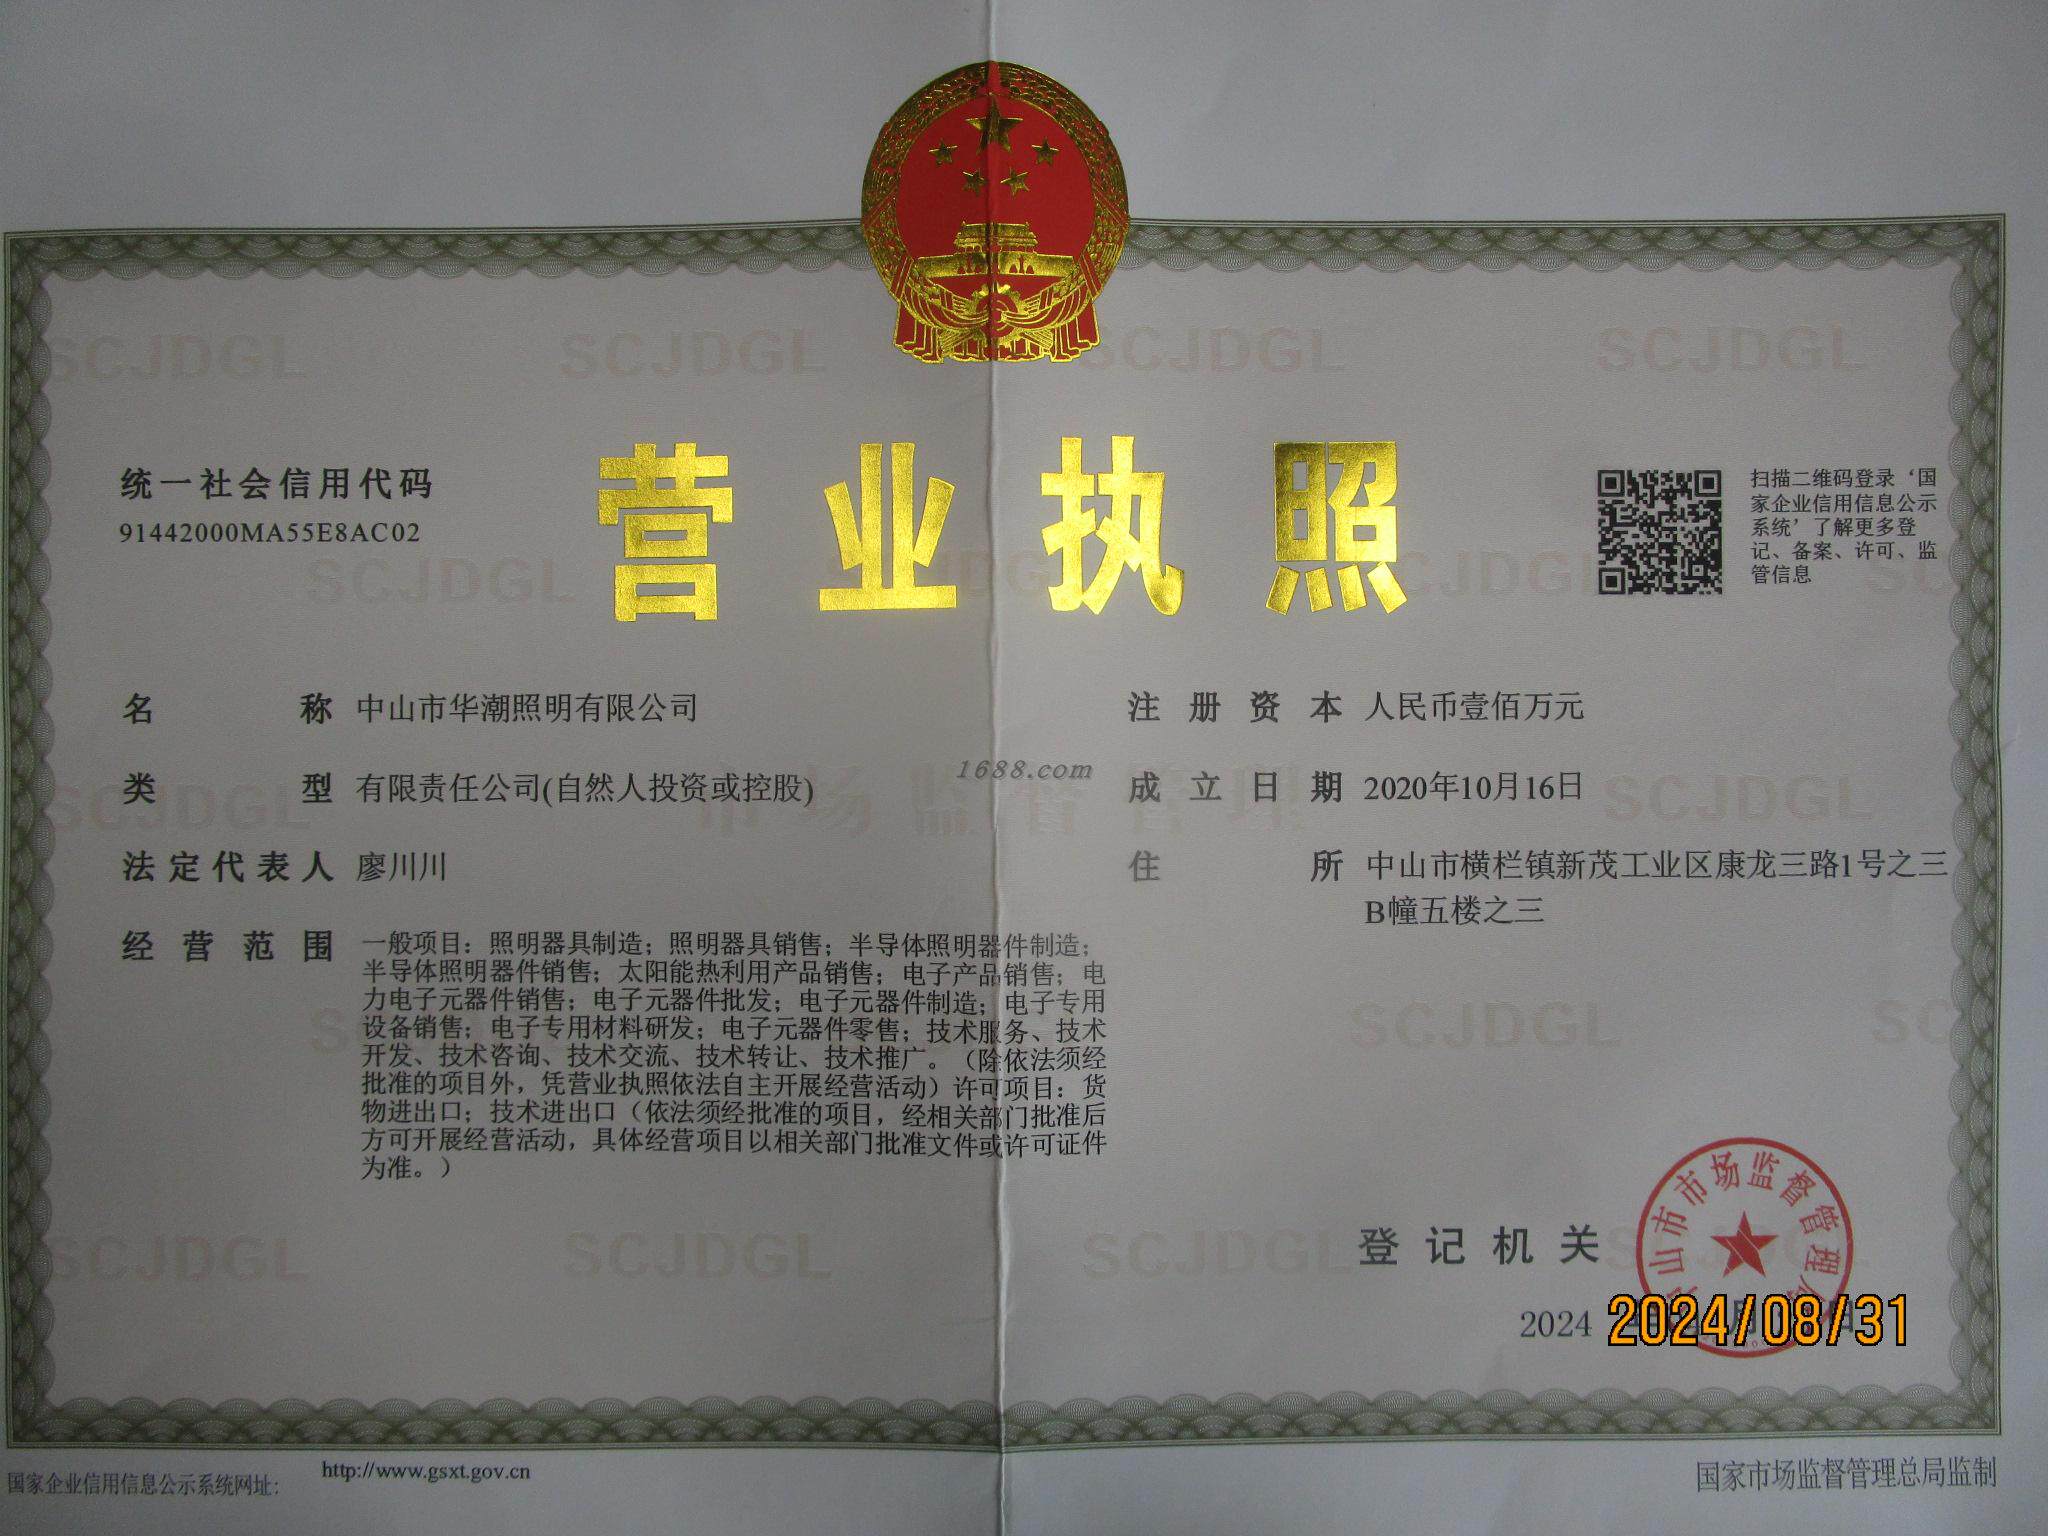 营业执照
统一社会信用代码
91442000MA55E8AC02
扫描二维码登录‘国
家企业信用信息公示
系统’了解更多登
记、备案、许可、监
管信息
名称 中山市华潮照明有限公司
类型 有限责任公司(自然人投资或控股)
法定代表人 廖川川
经营范围 一般项目：照明器具制造；照明器具销售；半导体照明器件制造；
半导体照明器件销售；太阳能热利用产品销售；电子产品销售；电
力电子元器件销售；电子元器件批发；电子元器件制造；电子专用
设备销售；电子专用材料研发；电子元器件零售；技术服务、技术
开发、技术咨询、技术交流、技术转让、技术推广。（除依法须经
批准的项目外，凭营业执照依法自主开展经营活动）许可项目：货
物进出口；技术进出口（依法须经批准的项目，经相关部门批准后
方可开展经营活动，具体经营项目以相关部门批准文件或许可证件
为准。）
注册资本 人民币壹佰万元
成立日期 2020年10月16日
住所 中山市横栏镇新茂工业区康龙三路1号之三
B幢五楼之三
1688.com
市场监督管理
SCJDGL
登记机关
中山市市场监督管理局
2024
2024/08/31
国家企业信用信息公示系统网址：
http://www.gsxt.gov.cn
国家市场监督管理总局监制